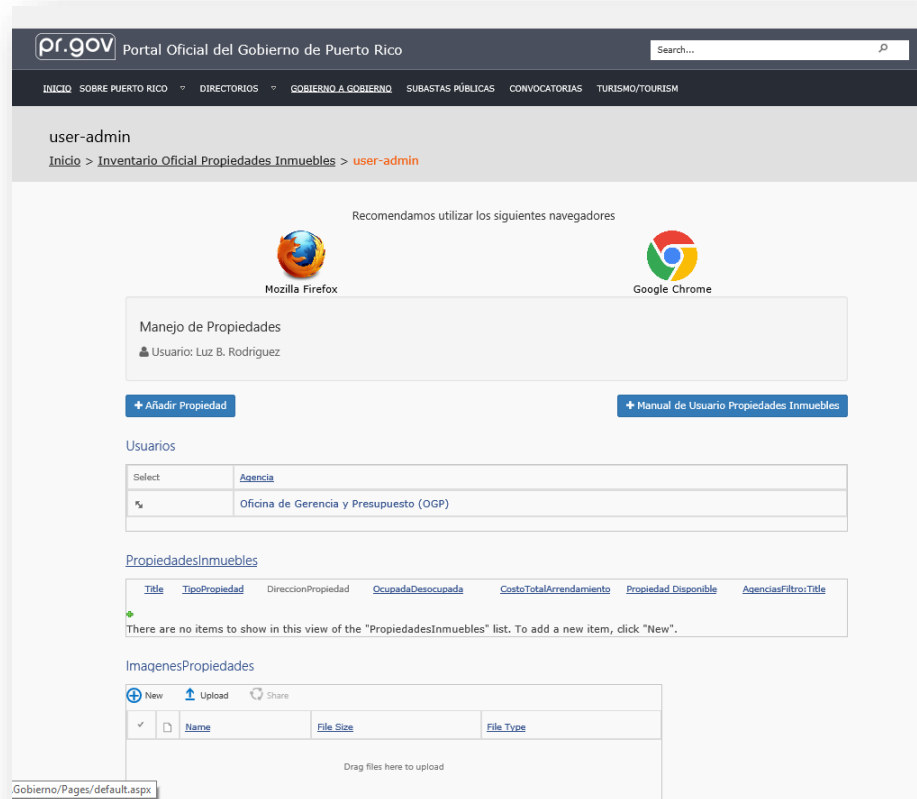 pr.gov Portal Oficial del Gobierno de Puerto Rico
Search...
INICIO SOBRE PUERTO RICO DIRECTORIOS GOBIERNO A GOBIERNO SUBASTAS PÚBLICAS CONVOCATORIAS TURISMO/TOURISM
user-admin
Inicio > Inventario Oficial Propiedades Inmuebles > user-admin
Recomendamos utilizar los siguientes navegadores
Mozilla Firefox
Google Chrome
Manejo de Propiedades
Usuario: Luz B. Rodriguez
+ Añadir Propiedad
+ Manual de Usuario Propiedades Inmuebles
Usuarios
Select Agencia
Oficina de Gerencia y Presupuesto (OGP)
PropiedadesInmuebles
Title TipoPropiedad DireccionPropiedad OcupadaDesocupada CostoTotalArrendamiento Propiedad Disponible AgenciasFiltro:Title
There are no items to show in this view of the "PropiedadesInmuebles" list. To add a new item, click "New".
ImagenesPropiedades
New Upload Share
Name File Size File Type
Drag files here to upload
.Gobierno/Pages/default.aspx